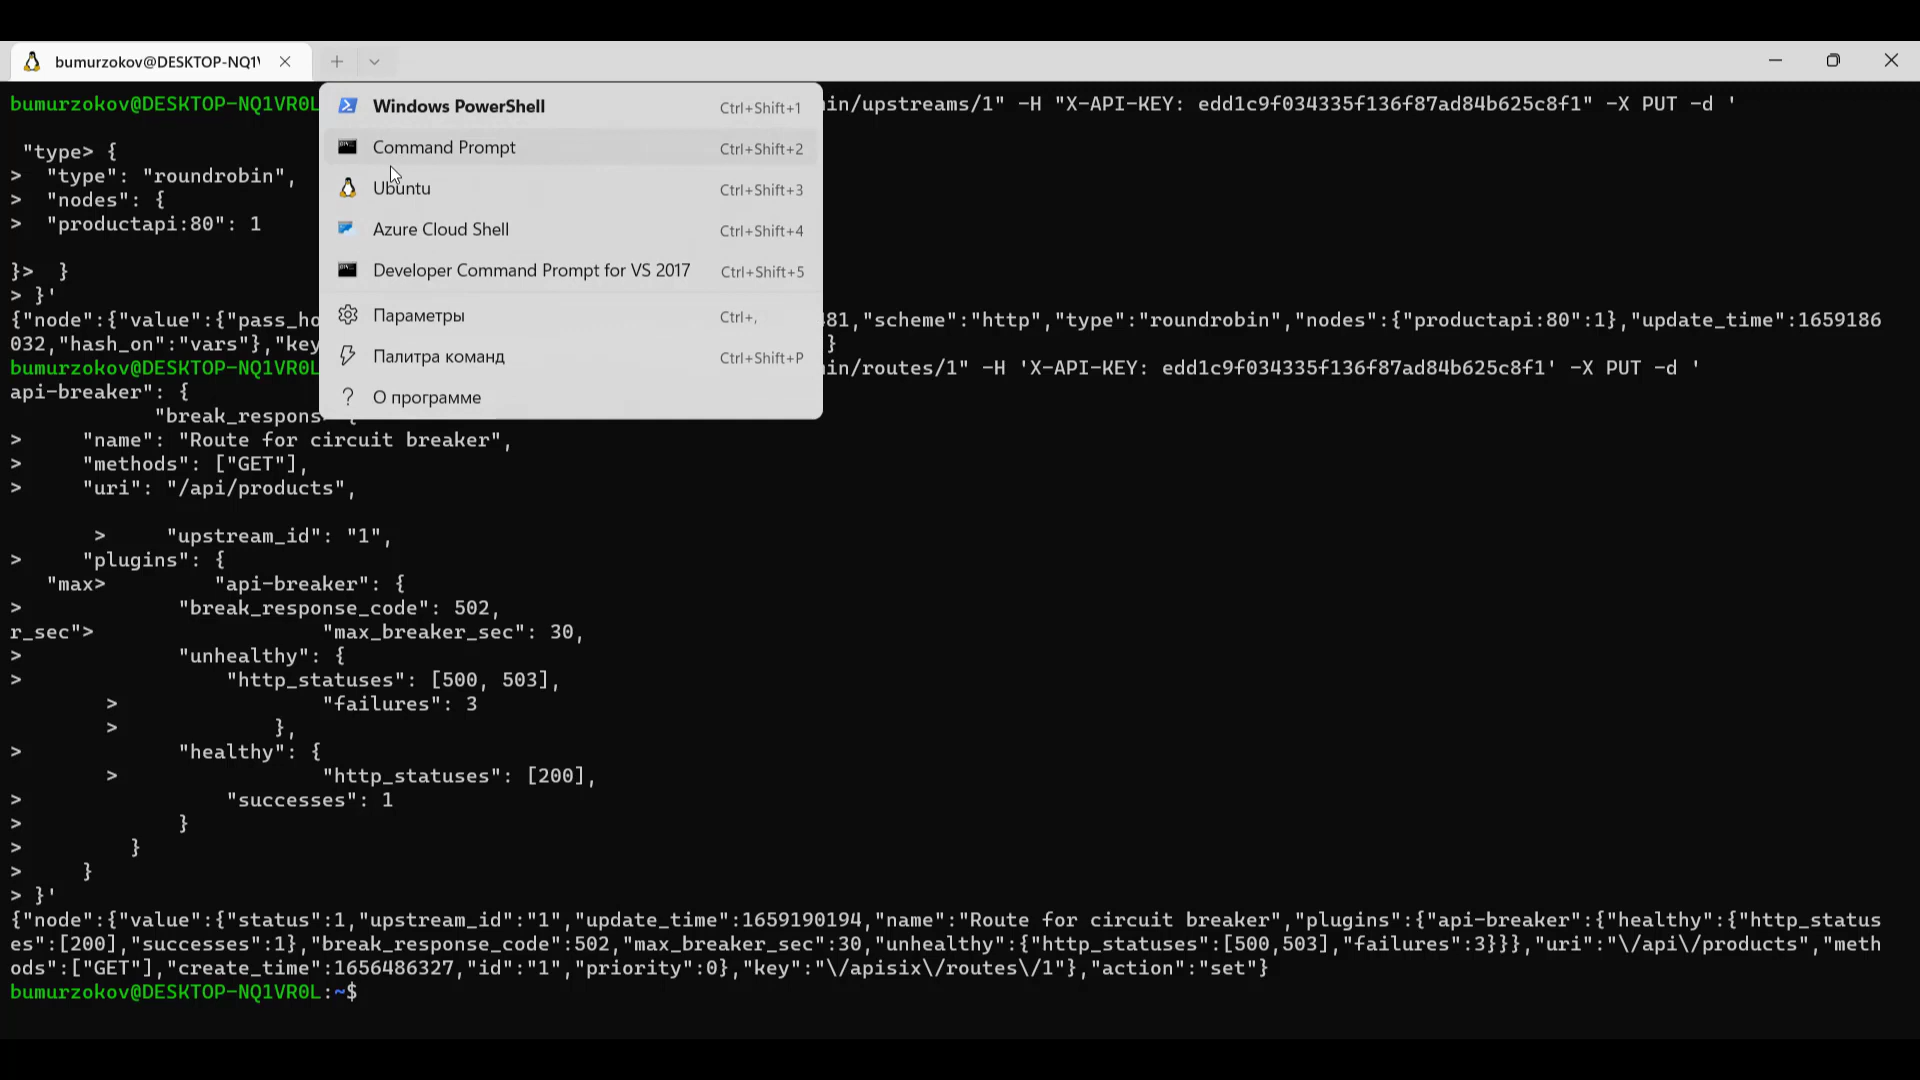 bumurzokov@DESKTOP-NQ1V
bumurzokov@DESKTOP-NQ1VR0L
in/upstreams/1" -H "X-API-KEY: edd1c9f034335f136f87ad84b625c8f1" -X PUT -d '
Windows PowerShell Ctrl+Shift+1
Command Prompt Ctrl+Shift+2
Ubuntu Ctrl+Shift+3
Azure Cloud Shell Ctrl+Shift+4
Developer Command Prompt for VS 2017 Ctrl+Shift+5
Параметры Ctrl+,
Палитра команд Ctrl+Shift+P
О программе
"type> {
> "type": "roundrobin",
> "nodes": {
> "productapi:80": 1
}> }
> }'
{"node":{"value":{"pass_ho 81,"scheme":"http","type":"roundrobin","nodes":{"productapi:80":1},"update_time":1659186
032,"hash_on":"vars"},"key }
bumurzokov@DESKTOP-NQ1VR0L in/routes/1" -H 'X-API-KEY: edd1c9f034335f136f87ad84b625c8f1' -X PUT -d '
api-breaker": {
"break_respons {
> "name": "Route for circuit breaker",
> "methods": ["GET"],
> "uri": "/api/products",
> "upstream_id": "1",
> "plugins": {
"max> "api-breaker": {
> "break_response_code": 502,
r_sec"> "max_breaker_sec": 30,
> "unhealthy": {
> "http_statuses": [500, 503],
> "failures": 3
> },
> "healthy": {
> "http_statuses": [200],
> "successes": 1
> }
> }
> }
> }'
{"node":{"value":{"status":1,"upstream_id":"1","update_time":1659190194,"name":"Route for circuit breaker","plugins":{"api-breaker":{"healthy":{"http_status
es":[200],"successes":1},"break_response_code":502,"max_breaker_sec":30,"unhealthy":{"http_statuses":[500,503],"failures":3}}},"uri":"\/api\/products","meth
ods":["GET"],"create_time":1656486327,"id":"1","priority":0},"key":"\/apisix\/routes\/1"},"action":"set"}
bumurzokov@DESKTOP-NQ1VR0L:~$